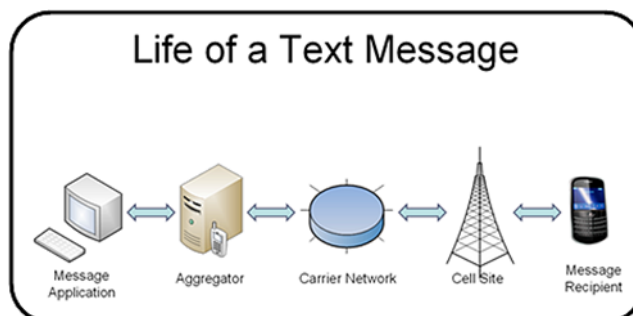 Life of a Text Message
Message
Application
Aggregator
Carrier Network
Cell Site
Message
Recipient